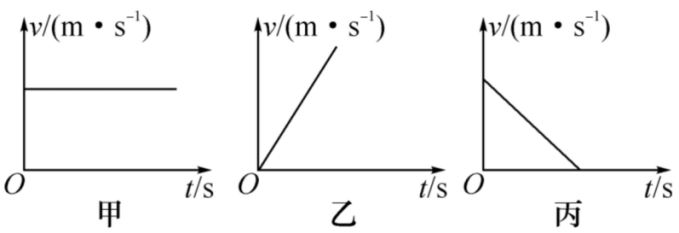 v/(m·s⁻¹) v/(m·s⁻¹) v/(m·s⁻¹)
O t/s O t/s O t/s
甲 乙 丙